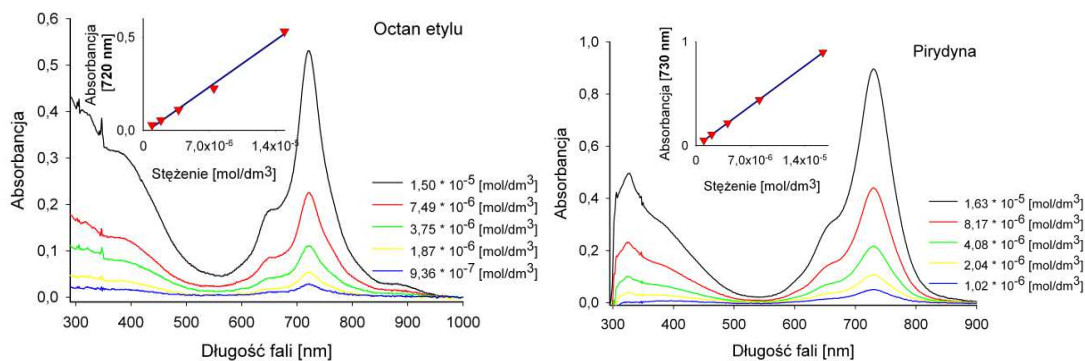 Octan etylu
Absorbancja
0,6
0,5
0,4
0,3
0,2
0,1
0,0
300 400 500 600 700 800 900 1000
Długość fali [nm]
Absorbancja
[720 nm]
0,5
0,0
0 7,0x10-6 1,4x10-5
Stężenie [mol/dm3]
1,50 * 10-5 [mol/dm3]
7,49 * 10-6 [mol/dm3]
3,75 * 10-6 [mol/dm3]
1,87 * 10-6 [mol/dm3]
9,36 * 10-7 [mol/dm3]
Pirydyna
Absorbancja
1,0
0,8
0,6
0,4
0,2
0,0
300 400 500 600 700 800 900
Długość fali [nm]
Absorbancja [730 nm]
1
0
0 7.0x10-6 1.4x10-5
Stężenie [mol/dm3]
1,63 * 10-5 [mol/dm3]
8,17 * 10-6 [mol/dm3]
4,08 * 10-6 [mol/dm3]
2,04 * 10-6 [mol/dm3]
1,02 * 10-6 [mol/dm3]